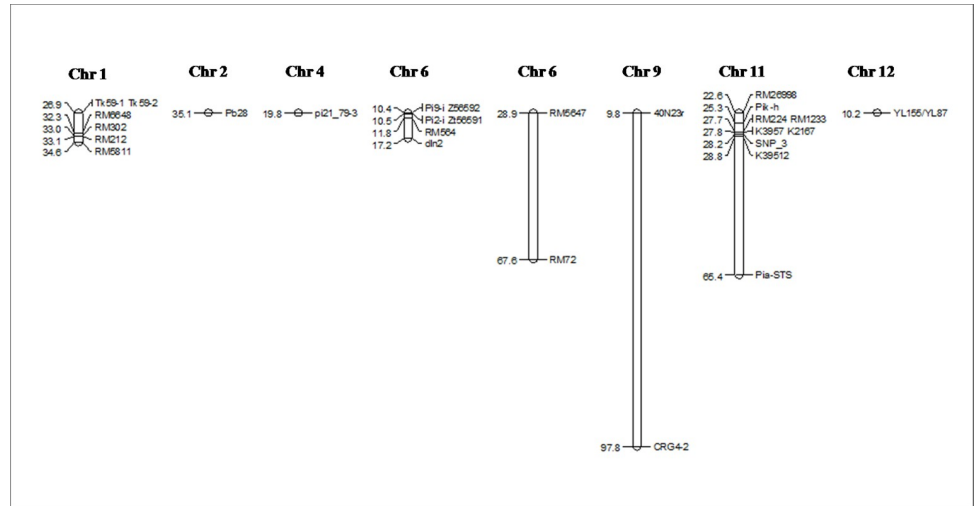 Chr 1
26.9 Tk59-1 Tk59-2
32.3 RM6648
33.0 RM302
33.1 RM212
34.6 RM5811
Chr 2
35.1 Pb28
Chr 4
19.8 pi21_79-3
Chr 6
10.4 Pi9-i Z56592
10.5 Pi2-i Zt56591
11.8 RM564
17.2 dln2
Chr 6
28.9 RM5647
67.6 RM72
Chr 9
9.8 40N23r
97.8 CRG4-2
Chr 11
22.6 RM26998
25.3 Pik-h
27.7 RM224 RM1233
27.8 K3957 K2167
28.2 SNP_3
28.8 K39512
65.4 Pia-STS
Chr 12
10.2 YL155/YL87